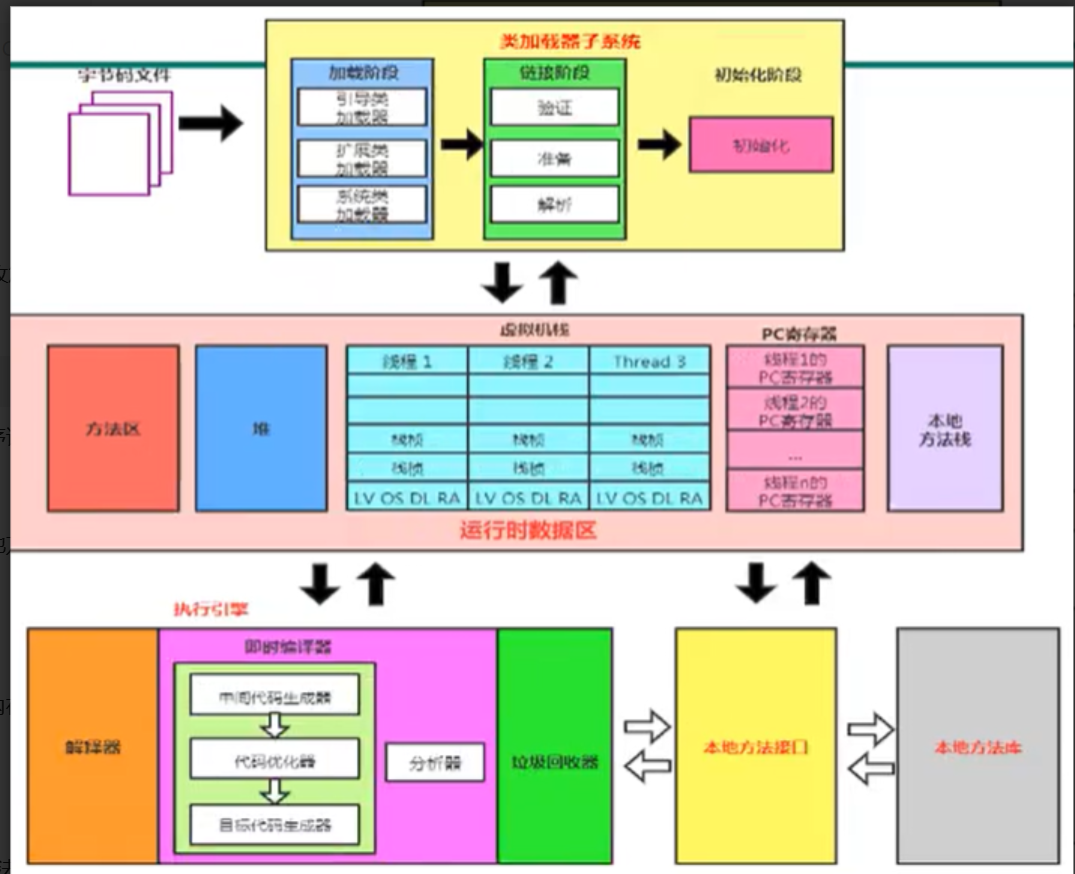 类加载器子系统
字节码文件
加载阶段
链接阶段
初始化阶段
引导类
加载器
验证
初始化
扩展类
加载器
准备
系统类
加载器
解析
虚拟机栈
PC寄存器
线程 1
线程 2
Thread 3
线程1的
PC寄存器
线程2的
PC寄存器
方法区
堆
本地
方法栈
栈帧
栈帧
栈帧
...
栈帧
栈帧
栈帧
线程n的
PC寄存器
LV OS DL RA
LV OS DL RA
LV OS DL RA
运行时数据区
执行引擎
即时编译器
中间代码生成器
解释器
代码优化器
分析器
垃圾回收器
本地方法接口
本地方法库
目标代码生成器